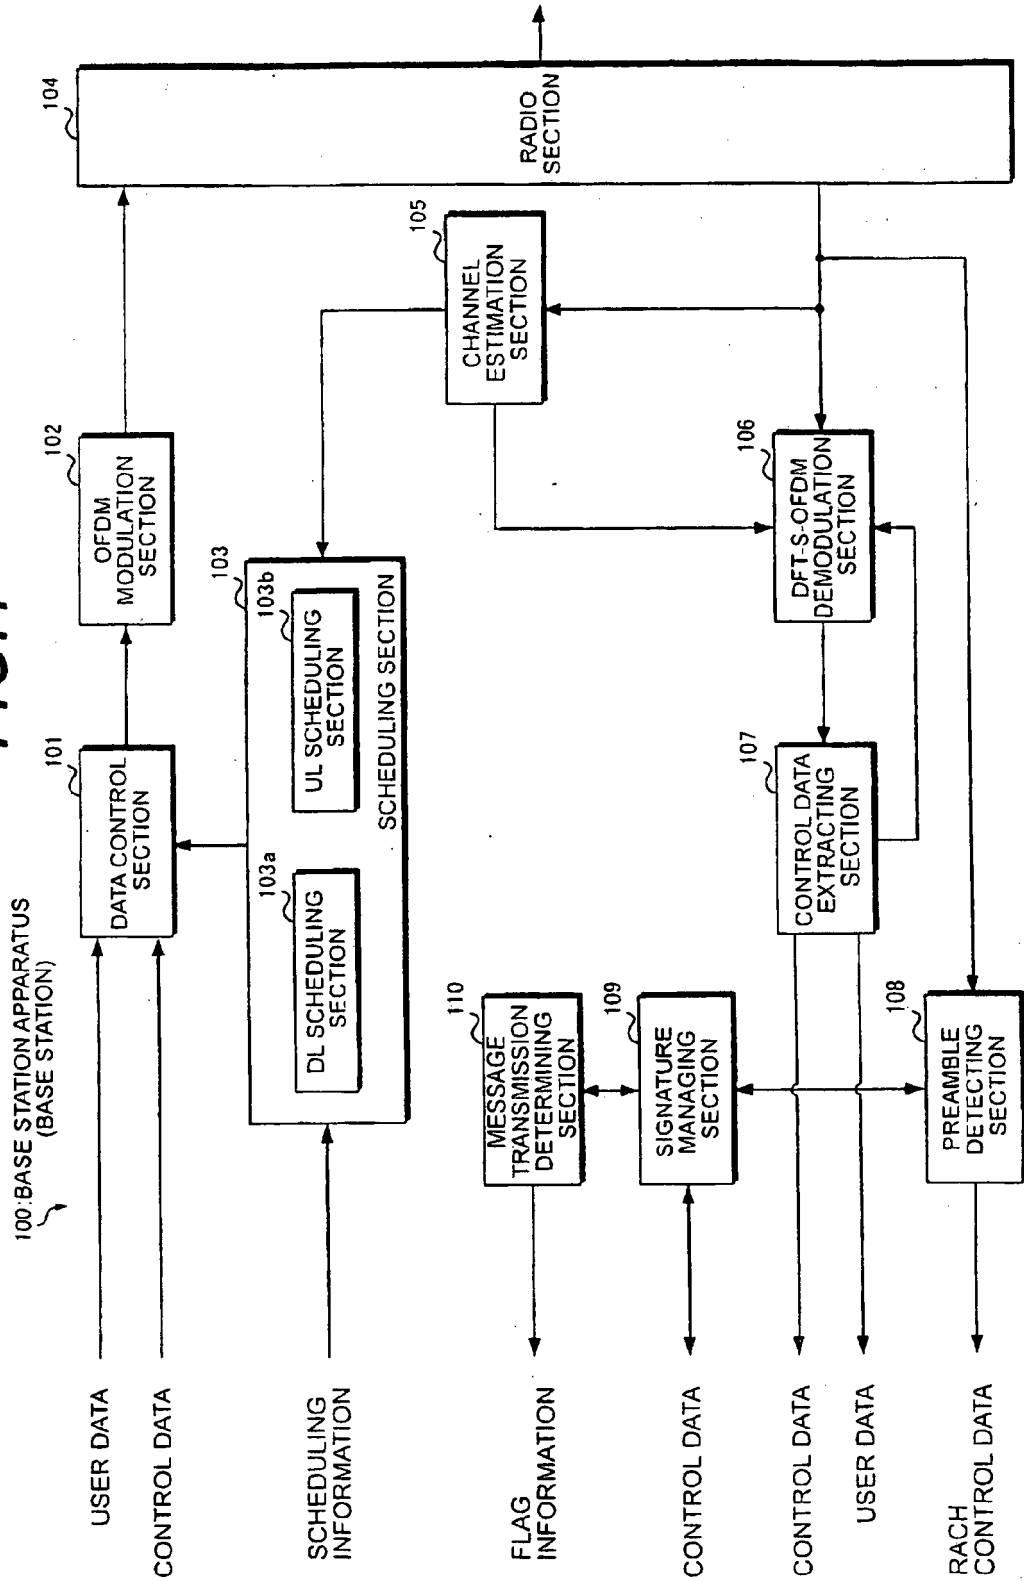 100:BASE STATION APPARATUS
(BASE STATION)
USER DATA
CONTROL DATA
101
DATA CONTROL
SECTION
102
OFDM
MODULATION
SECTION
104
RADIO
SECTION
SCHEDULING
INFORMATION
103
103a
DL SCHEDULING
SECTION
103b
UL SCHEDULING
SECTION
SCHEDULING SECTION
105
CHANNEL
ESTIMATION
SECTION
FLAG
INFORMATION
110
MESSAGE
TRANSMISSION
DETERMINING
SECTION
CONTROL DATA
109
SIGNATURE
MANAGING
SECTION
CONTROL DATA
USER DATA
107
CONTROL DATA
EXTRACTING
SECTION
106
DFT-S-OFDM
DEMODULATION
SECTION
RACH
CONTROL DATA
108
PREAMBLE
DETECTING
SECTION